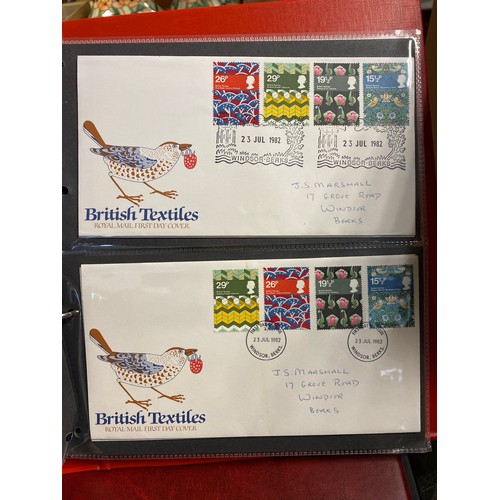 26P
29P
19½P
15½P
23 JUL 1982
WINDSOR·BERKS
23 JUL 1982
WINDSOR·BERKS
J.S. MARSHALL
17 GROVE ROAD
WINDSOR
BERKS
British Textiles
ROYAL MAIL FIRST DAY COVER
29P
26P
19½P
15½P
23 JUL 1982
WINDSOR, BERKS.
23 JUL 1982
WINDSOR, BERKS.
J.S. MARSHALL
17 GROVE ROAD
WINDSOR
BERKS
British Textiles
ROYAL MAIL FIRST DAY COVER